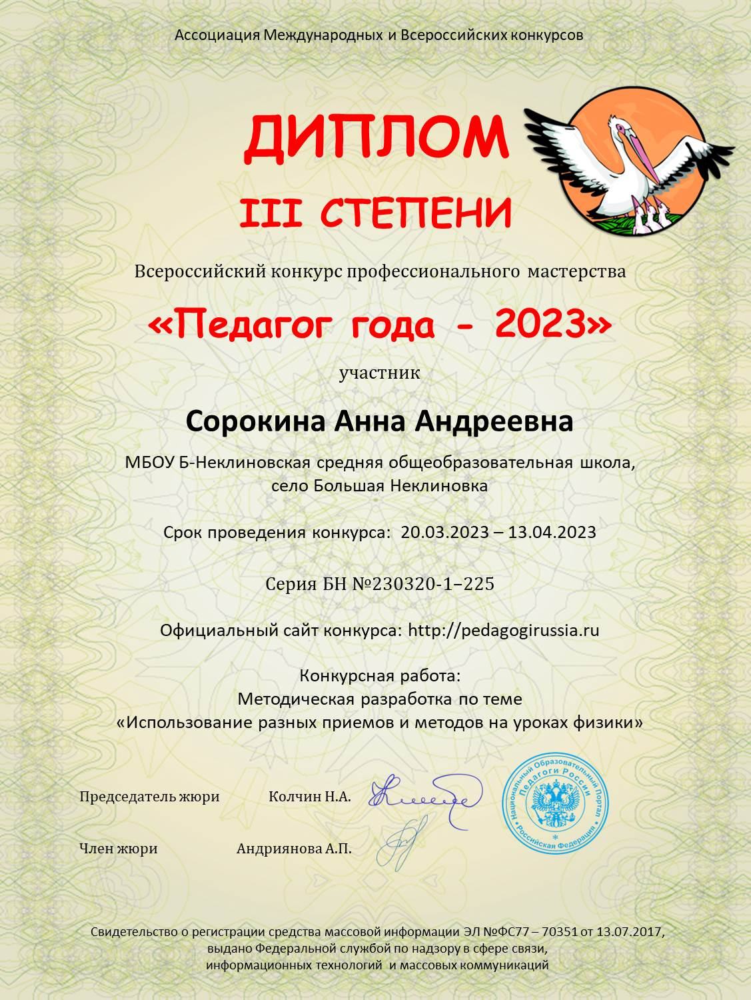 Ассоциация Международных и Всероссийских конкурсов
ДИПЛОМ
III СТЕПЕНИ
Всероссийский конкурс профессионального мастерства
«Педагог года - 2023»
участник
Сорокина Анна Андреевна
МБОУ Б-Неклиновская средняя общеобразовательная школа,
село Большая Неклиновка
Срок проведения конкурса: 20.03.2023 – 13.04.2023
Серия БН №230320-1–225
Официальный сайт конкурса: http://pedagogirussia.ru
Конкурсная работа:
Методическая разработка по теме
«Использование разных приемов и методов на уроках физики»
Председатель жюри Колчин Н.А.
Член жюри Андриянова А.П.
Национальный Образовательный Портал
Педагоги России
Российская Федерация
Свидетельство о регистрации средства массовой информации ЭЛ №ФС77 – 70351 от 13.07.2017,
выдано Федеральной службой по надзору в сфере связи,
информационных технологий и массовых коммуникаций